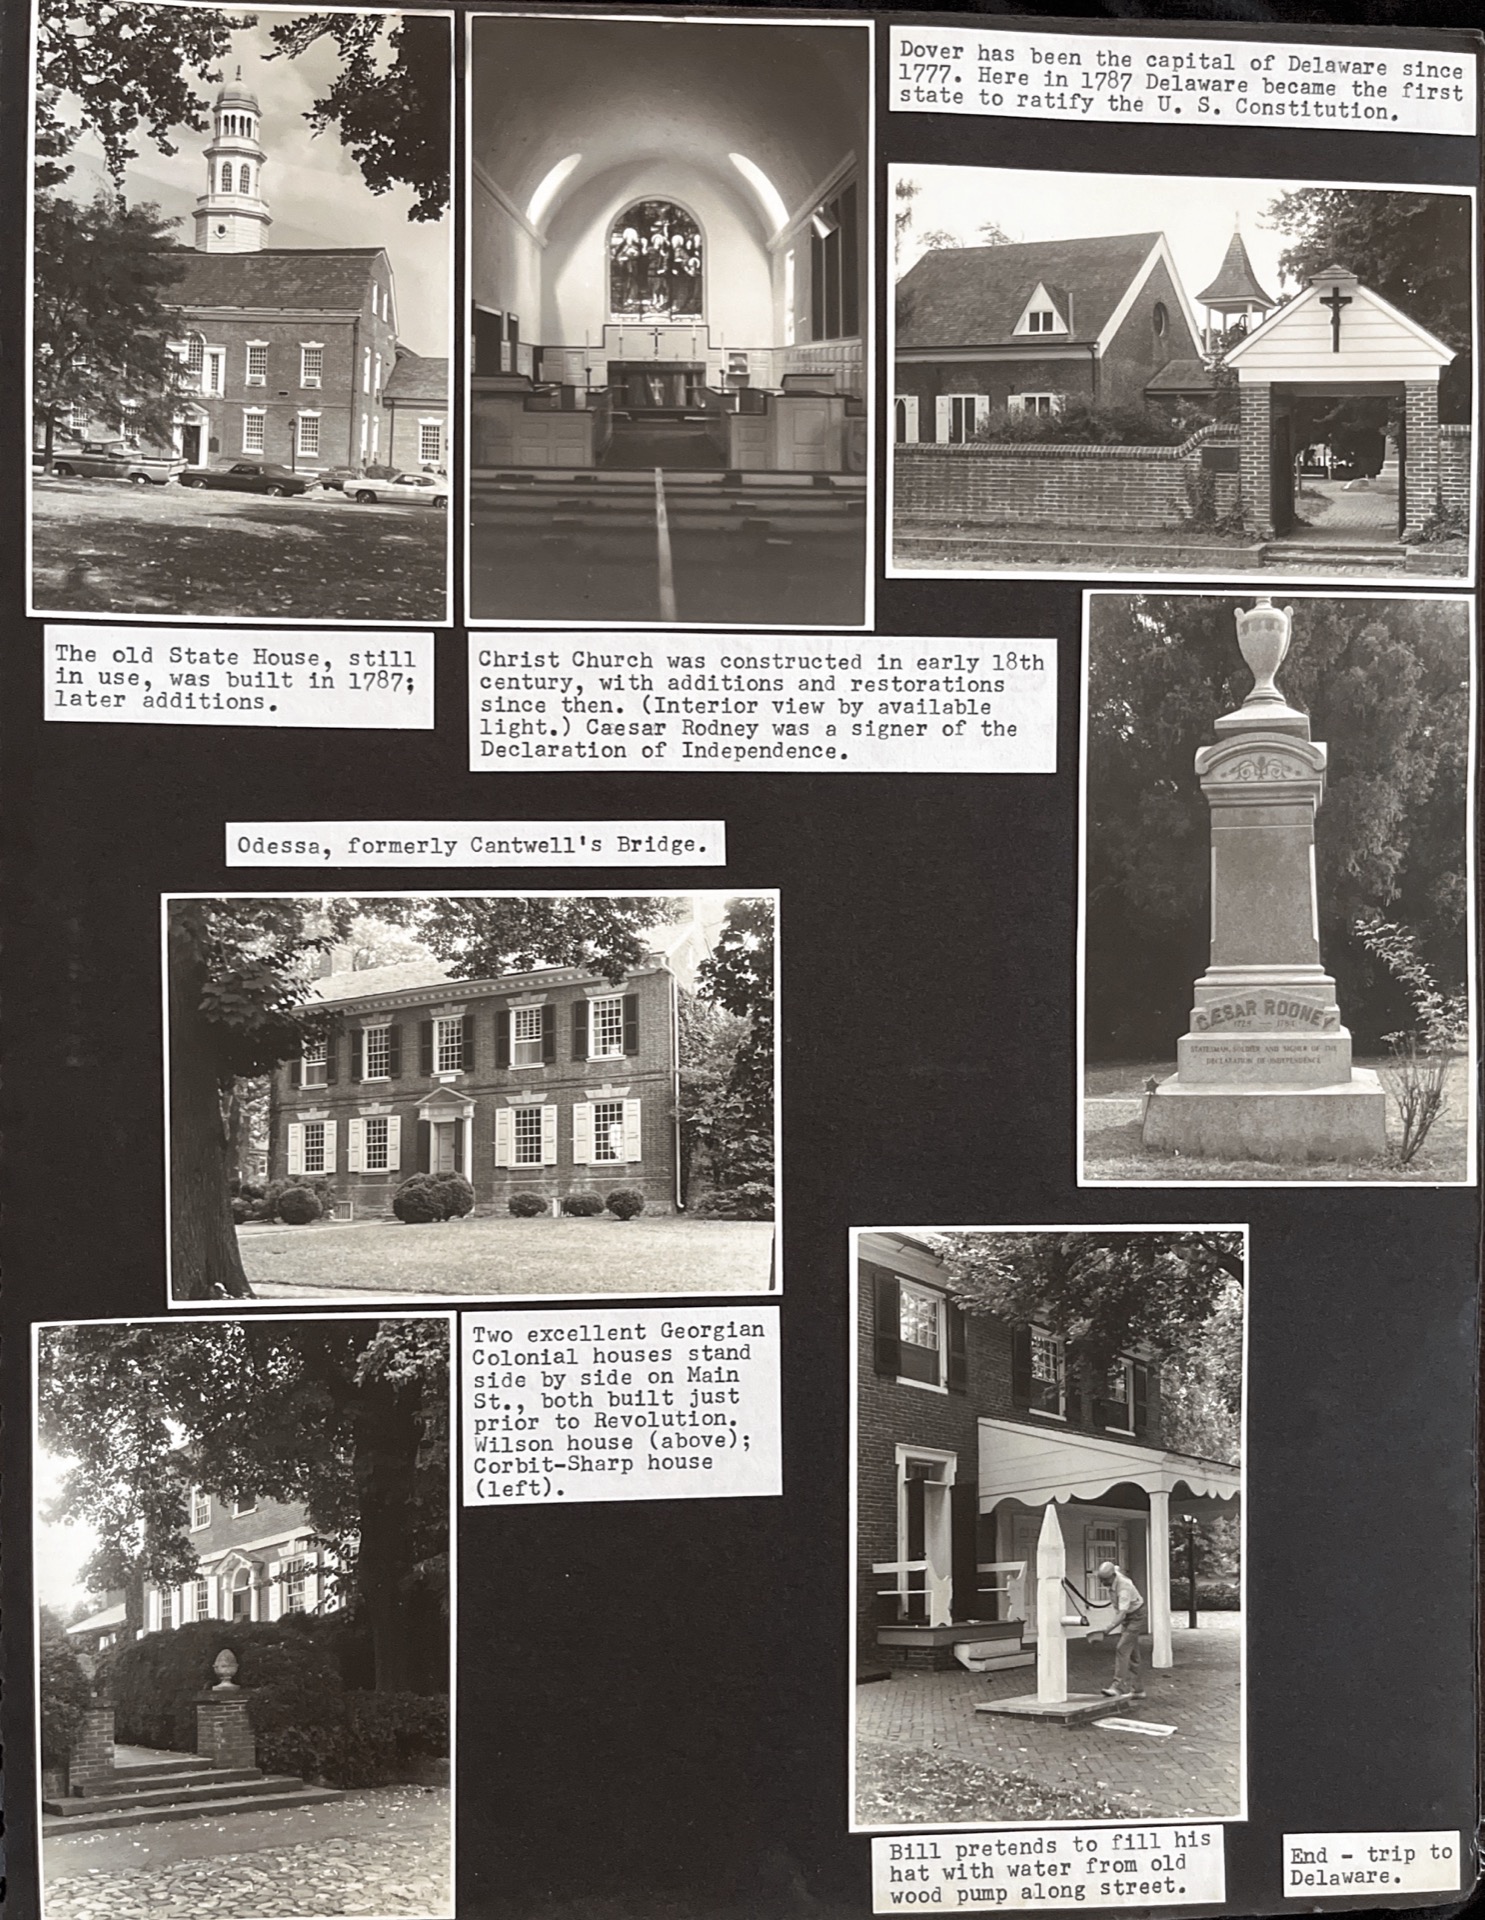 Dover has been the capital of Delaware since
1777. Here in 1787 Delaware became the first
state to ratify the U. S. Constitution.
The old State House, still
in use, was built in 1787;
later additions.
Christ Church was constructed in early 18th
century, with additions and restorations
since then. (Interior view by available
light.) Cæsar Rodney was a signer of the
Declaration of Independence.
CÆSAR RODNEY
STATESMAN, SOLDIER AND SIGNER OF THE
DECLARATION OF INDEPENDENCE
Odessa, formerly Cantwell's Bridge.
Two excellent Georgian
Colonial houses stand
side by side on Main
St., both built just
prior to Revolution.
Wilson house (above);
Corbit-Sharp house
(left).
Bill pretends to fill his
hat with water from old
wood pump along street.
End - trip to
Delaware.